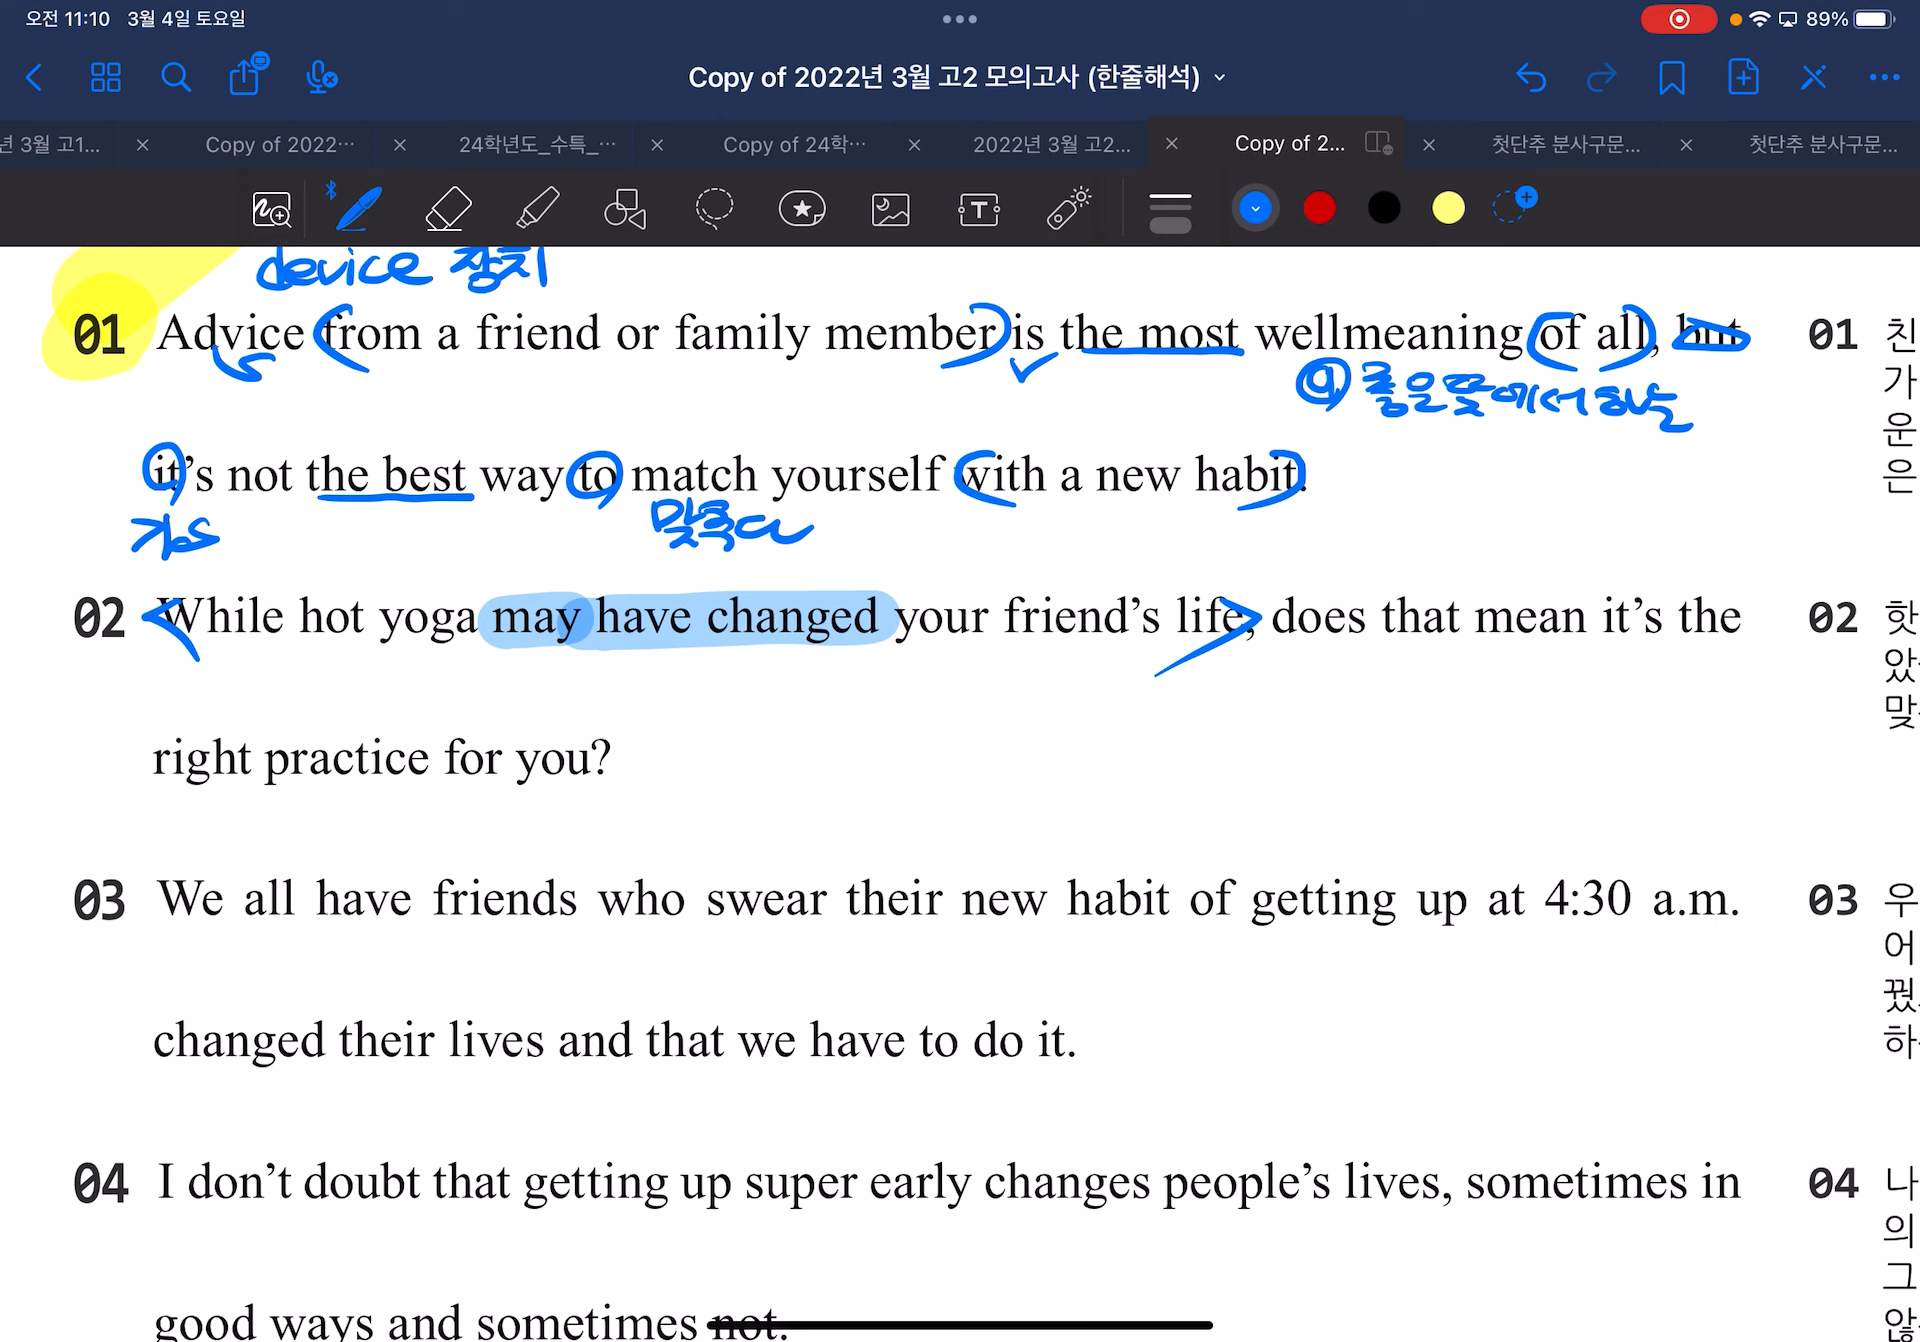 오전 11:10 3월 4일 토요일
89%
Copy of 2022년 3월 고2 모의고사 (한줄해석)
년 3월 고1... Copy of 2022... 24학년도_수특_... Copy of 24학... 2022년 3월 고2... Copy of 2... 첫단추 분사구문... 첫단추 분사구문...
device 장치
01 Advice from a friend or family member is the most wellmeaning of all, but
좋은 뜻에서 하는
it's not the best way to match yourself with a new habit.
맞추다
02 While hot yoga may have changed your friend's life, does that mean it's the
right practice for you?
03 We all have friends who swear their new habit of getting up at 4:30 a.m.
changed their lives and that we have to do it.
04 I don't doubt that getting up super early changes people's lives, sometimes in
good ways and sometimes not.
01 친
가
운
은
02 핫
았
맞
03 우
어
꿨
하
04 나
의
그
않